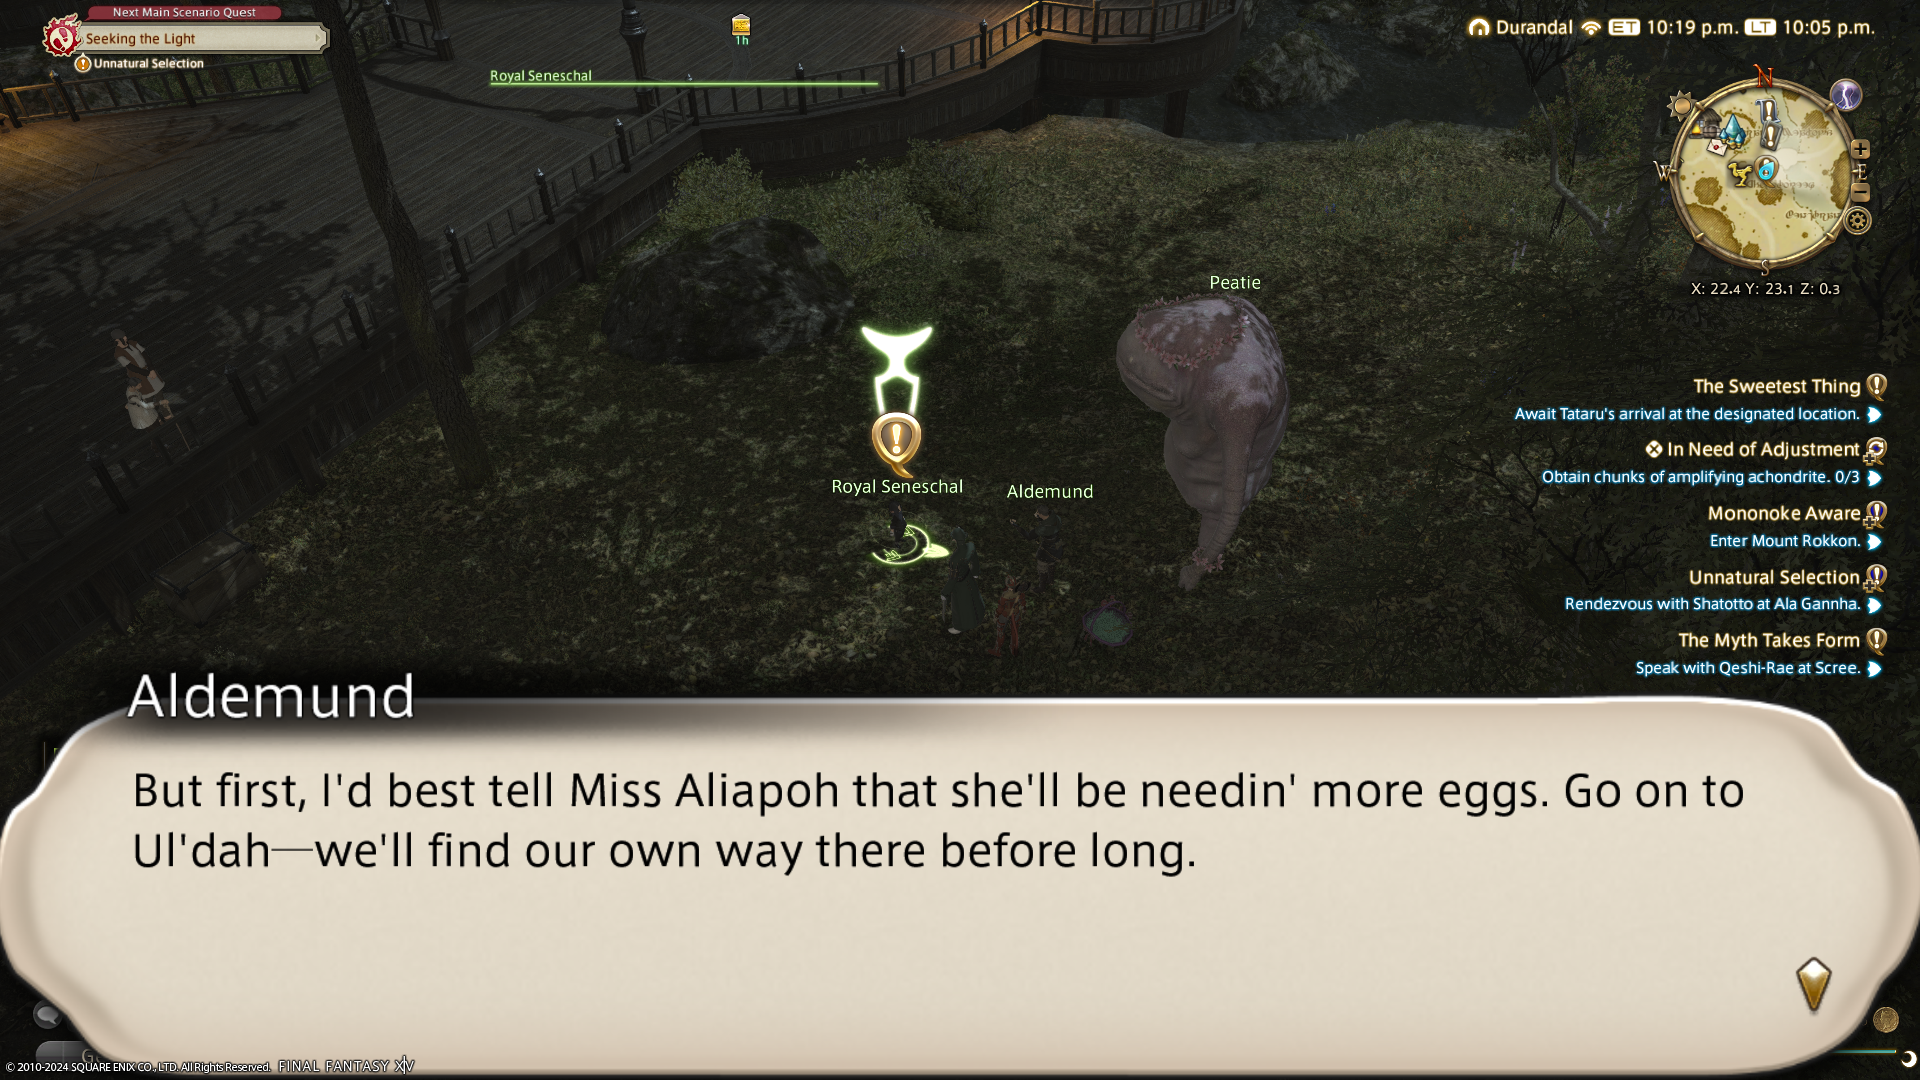 Next Main Scenario Quest
Seeking the Light
Unnatural Selection
1h
Royal Seneschal
Durandal ET 10:19 p.m. LT 10:05 p.m.
N
W
E
S
X: 22.4 Y: 23.1 Z: 0.3
Peatie
The Sweetest Thing
Await Tataru's arrival at the designated location.
In Need of Adjustment
Obtain chunks of amplifying achondrite. 0/3
Mononoke Aware
Enter Mount Rokkon.
Unnatural Selection
Rendezvous with Shatotto at Ala Gannha.
The Myth Takes Form
Speak with Qeshi-Rae at Scree.
Royal Seneschal
Aldemund
Aldemund
But first, I'd best tell Miss Aliapoh that she'll be needin' more eggs. Go on to
Ul'dah—we'll find our own way there before long.
© 2010-2024 SQUARE ENIX CO., LTD. All Rights Reserved. FINAL FANTASY XIV